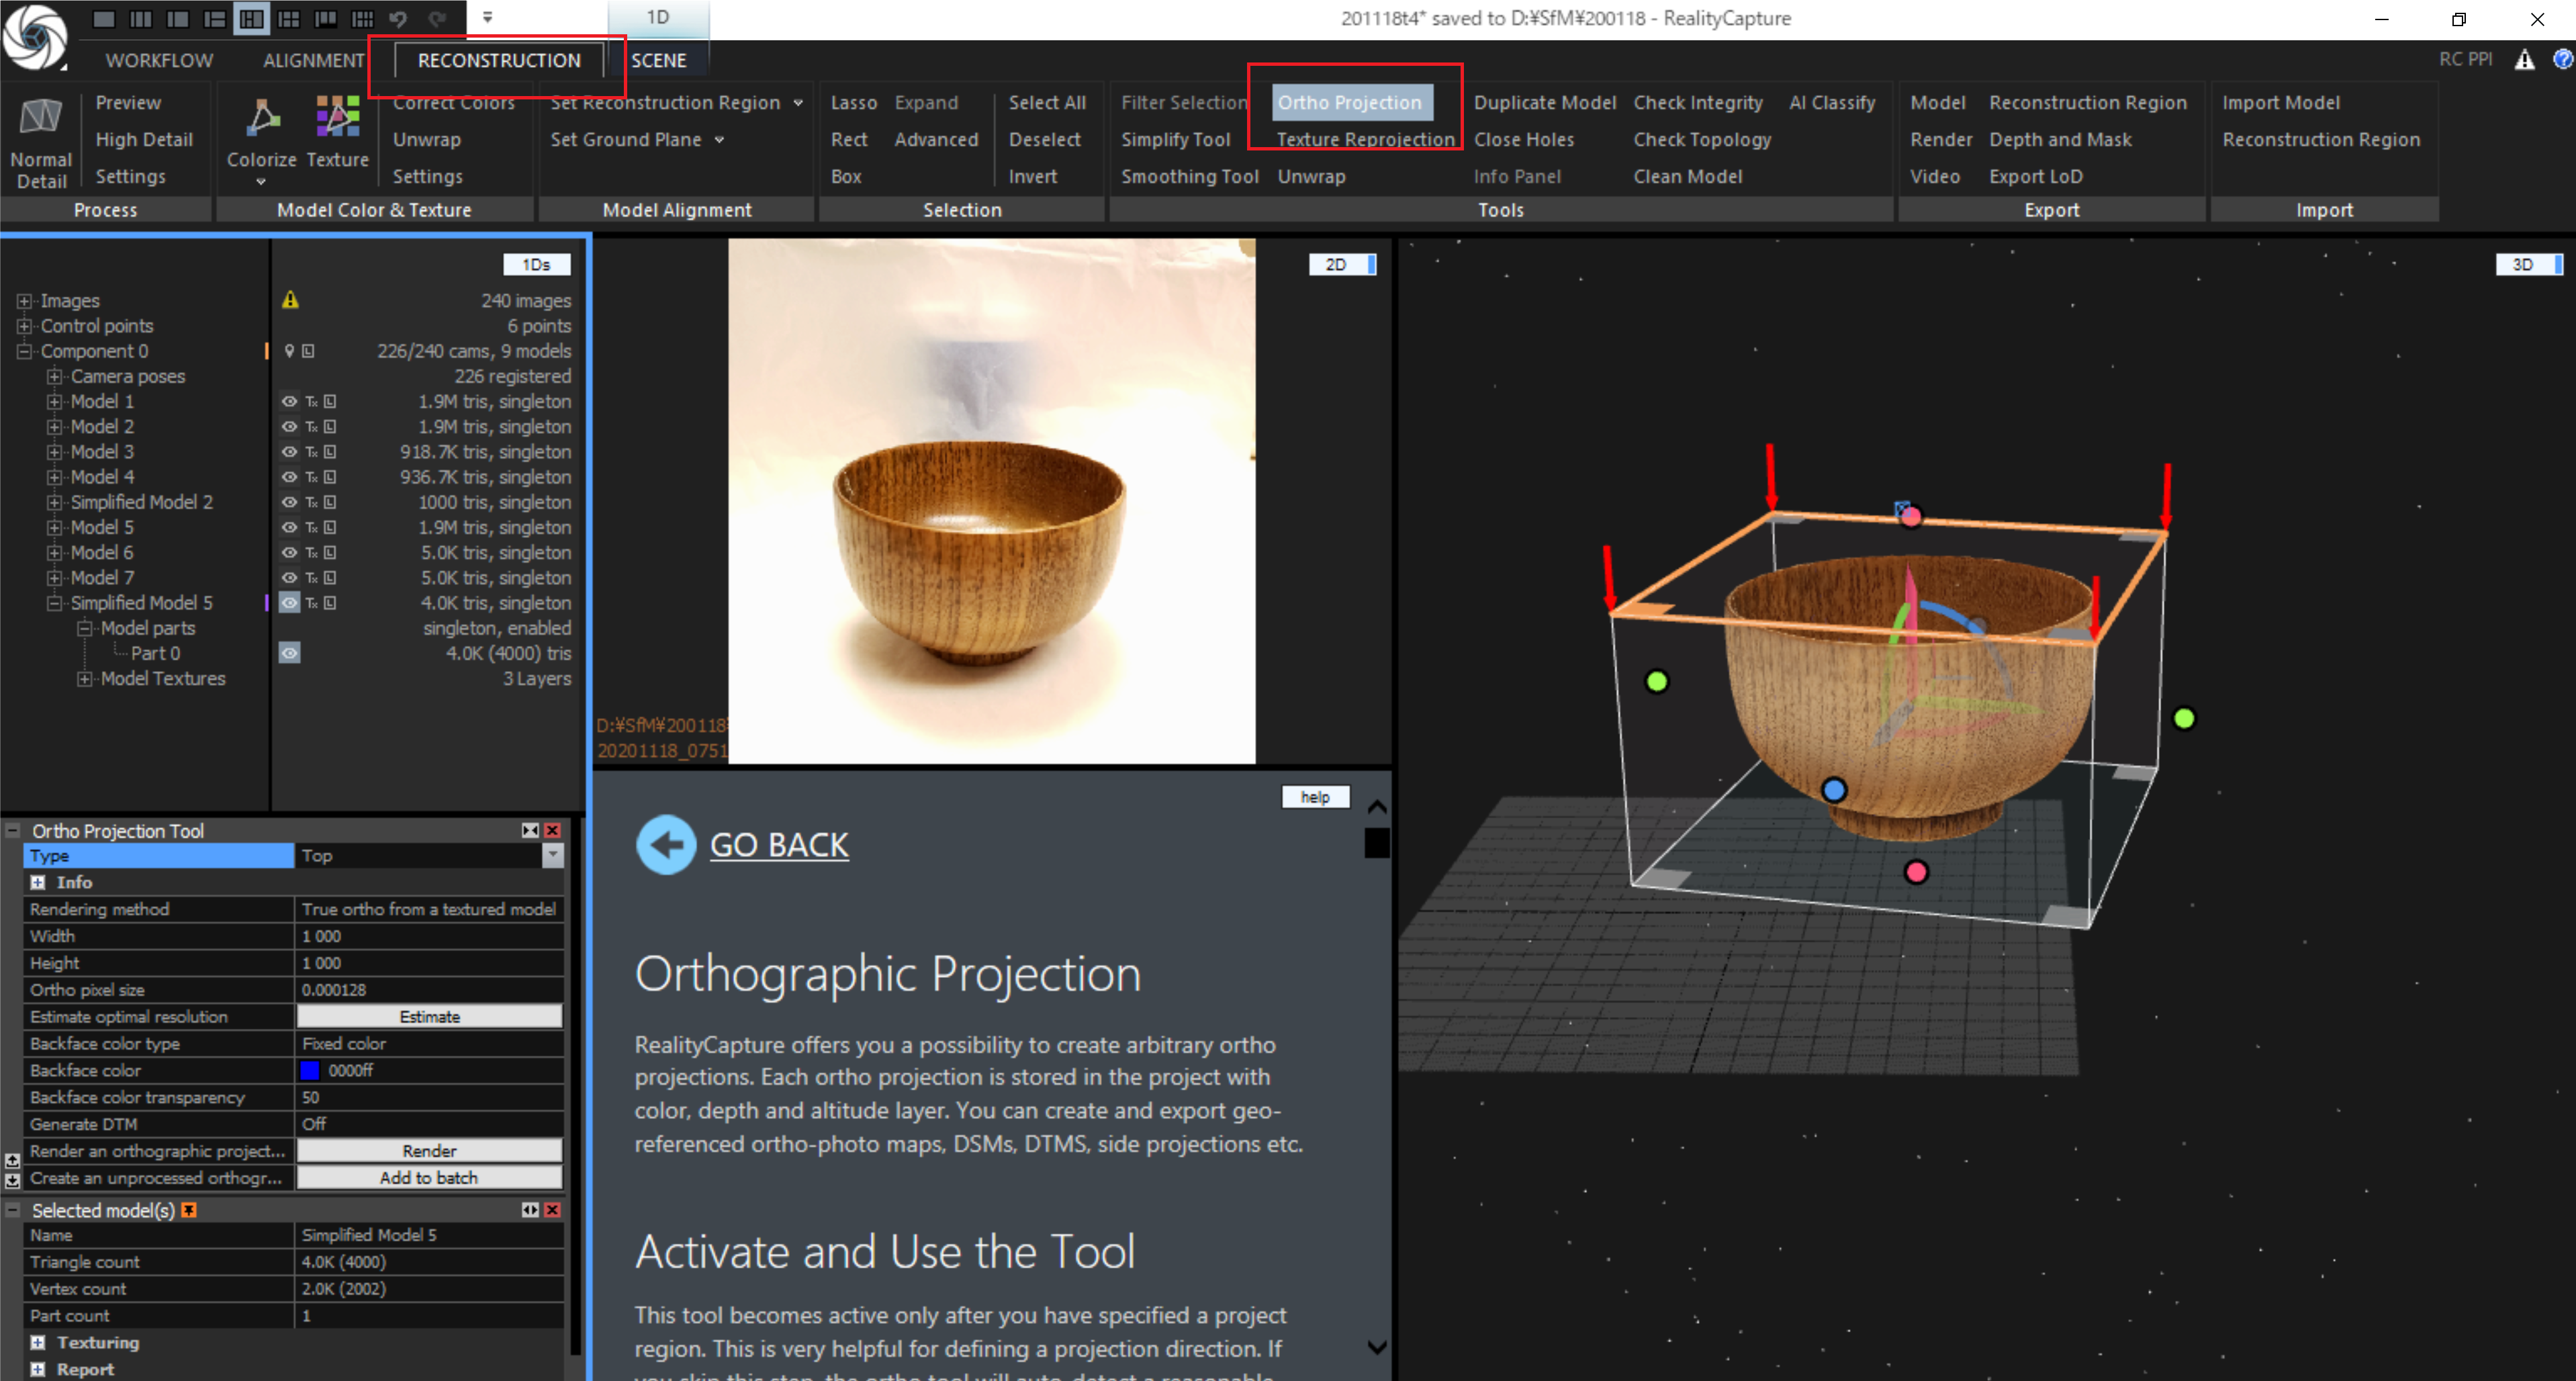 1D
201118t4* saved to D:¥SfM¥200118 - RealityCapture
WORKFLOW ALIGNMENT RECONSTRUCTION SCENE
RC PPI
Normal Detail
Preview
High Detail
Settings
Process
Colorize Texture
Correct Colors
Unwrap
Settings
Model Color & Texture
Set Reconstruction Region
Set Ground Plane
Model Alignment
Lasso Expand Select All
Rect Advanced Deselect
Box Invert
Selection
Filter Selection Ortho Projection Duplicate Model Check Integrity AI Classify
Simplify Tool Texture Reprojection Close Holes Check Topology
Smoothing Tool Unwrap Info Panel Clean Model
Tools
Model Reconstruction Region
Render Depth and Mask
Video Export LoD
Export
Import Model
Reconstruction Region
Import
1Ds
Images 240 images
Control points 6 points
Component 0 226/240 cams, 9 models
Camera poses 226 registered
Model 1 Tx L 1.9M tris, singleton
Model 2 Tx L 1.9M tris, singleton
Model 3 Tx L 918.7K tris, singleton
Model 4 Tx L 936.7K tris, singleton
Simplified Model 2 Tx L 1000 tris, singleton
Model 5 Tx L 1.9M tris, singleton
Model 6 Tx L 5.0K tris, singleton
Model 7 Tx L 5.0K tris, singleton
Simplified Model 5 Tx L 4.0K tris, singleton
Model parts singleton, enabled
Part 0 4.0K (4000) tris
Model Textures 3 Layers
Ortho Projection Tool
Type Top
Info
Rendering method True ortho from a textured model
Width 1 000
Height 1 000
Ortho pixel size 0.000128
Estimate optimal resolution Estimate
Backface color type Fixed color
Backface color 0000ff
Backface color transparency 50
Generate DTM Off
Render an orthographic project... Render
Create an unprocessed orthogr... Add to batch
Selected model(s)
Name Simplified Model 5
Triangle count 4.0K (4000)
Vertex count 2.0K (2002)
Part count 1
Texturing
Report
2D
D:¥SfM¥200118
20201118_0751
help
GO BACK
Orthographic Projection
RealityCapture offers you a possibility to create arbitrary ortho
projections. Each ortho projection is stored in the project with
color, depth and altitude layer. You can create and export geo-
referenced ortho-photo maps, DSMs, DTMS, side projections etc.
Activate and Use the Tool
This tool becomes active only after you have specified a project
region. This is very helpful for defining a projection direction. If
3D